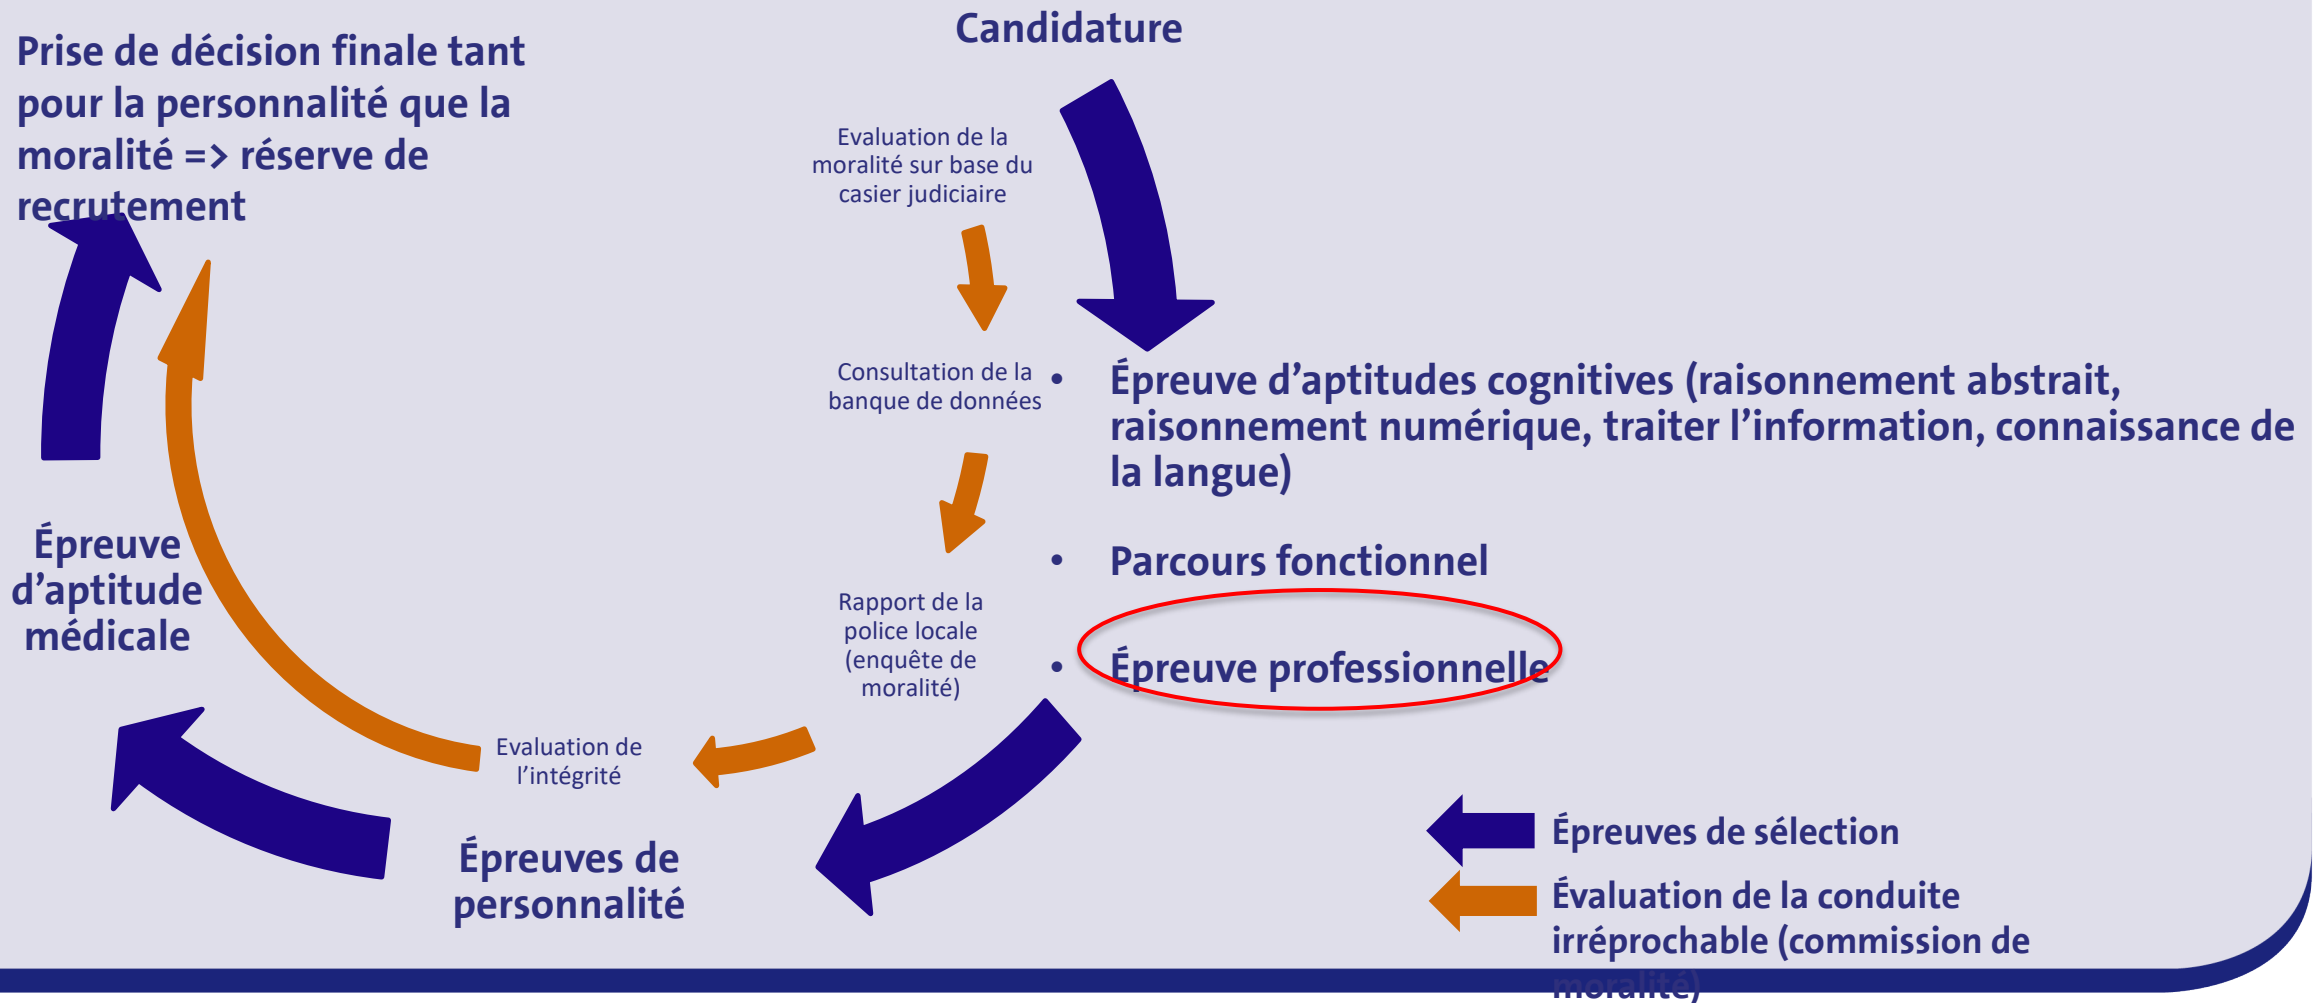 Candidature
Prise de décision finale tant
pour la personnalité que la
moralité => réserve de
recrutement
Evaluation de la
moralité sur base du
casier judiciaire
Consultation de la
banque de données
• Épreuve d’aptitudes cognitives (raisonnement abstrait,
raisonnement numérique, traiter l’information, connaissance de
la langue)
• Parcours fonctionnel
• Épreuve professionnelle
Rapport de la
police locale
(enquête de
moralité)
Épreuve
d’aptitude
médicale
Evaluation de
l’intégrité
Épreuves de
personnalité
Épreuves de sélection
Évaluation de la conduite
irréprochable (commission de
moralité)